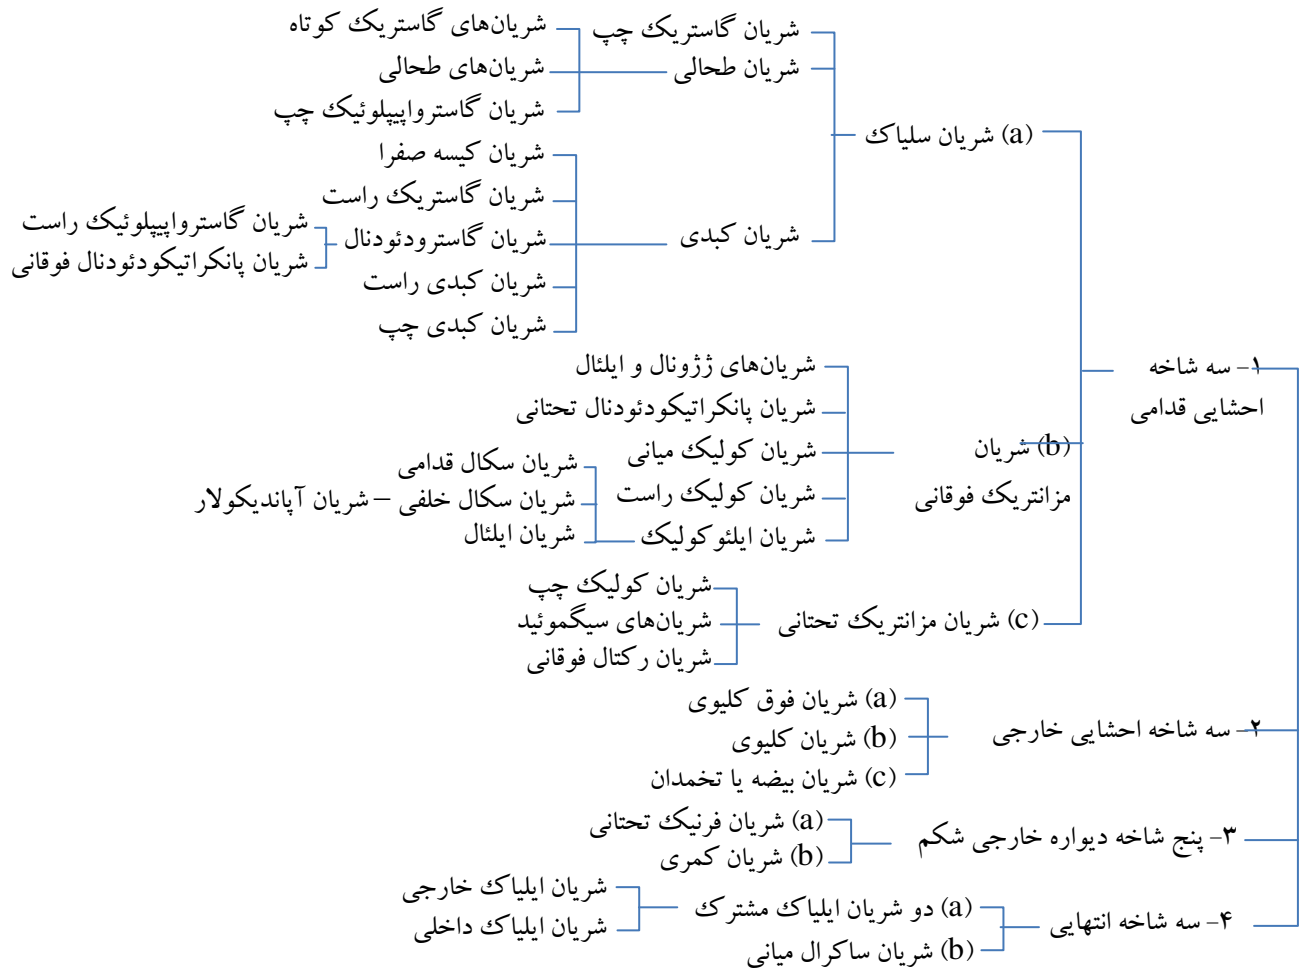 ۱- سه شاخه
احشایی قدامی
(a) شریان سلیاک
شریان گاستریک چپ
شریان طحالی
شریان‌های گاستریک کوتاه
شریان‌های طحالی
شریان گاسترواپیپلوئیک چپ
شریان کبدی
شریان کیسه صفرا
شریان گاستریک راست
شریان گاسترودئودنال
شریان گاسترواپیپلوئیک راست
شریان پانکراتیکودئودنال فوقانی
شریان کبدی راست
شریان کبدی چپ
(b) شریان
مزانتریک فوقانی
شریان‌های ژژونال و ایلئال
شریان پانکراتیکودئودنال تحتانی
شریان کولیک میانی
شریان کولیک راست
شریان ایلئوکولیک
شریان سکال قدامی
شریان سکال خلفی – شریان آپاندیکولار
شریان ایلئال
(c) شریان مزانتریک تحتانی
شریان کولیک چپ
شریان‌های سیگموئید
شریان رکتال فوقانی
۲- سه شاخه احشایی خارجی
(a) شریان فوق کلیوی
(b) شریان کلیوی
(c) شریان بیضه یا تخمدان
۳- پنج شاخه دیواره خارجی شکم
(a) شریان فرنیک تحتانی
(b) شریان کمری
۴- سه شاخه انتهایی
(a) دو شریان ایلیاک مشترک
شریان ایلیاک خارجی
شریان ایلیاک داخلی
(b) شریان ساکرال میانی